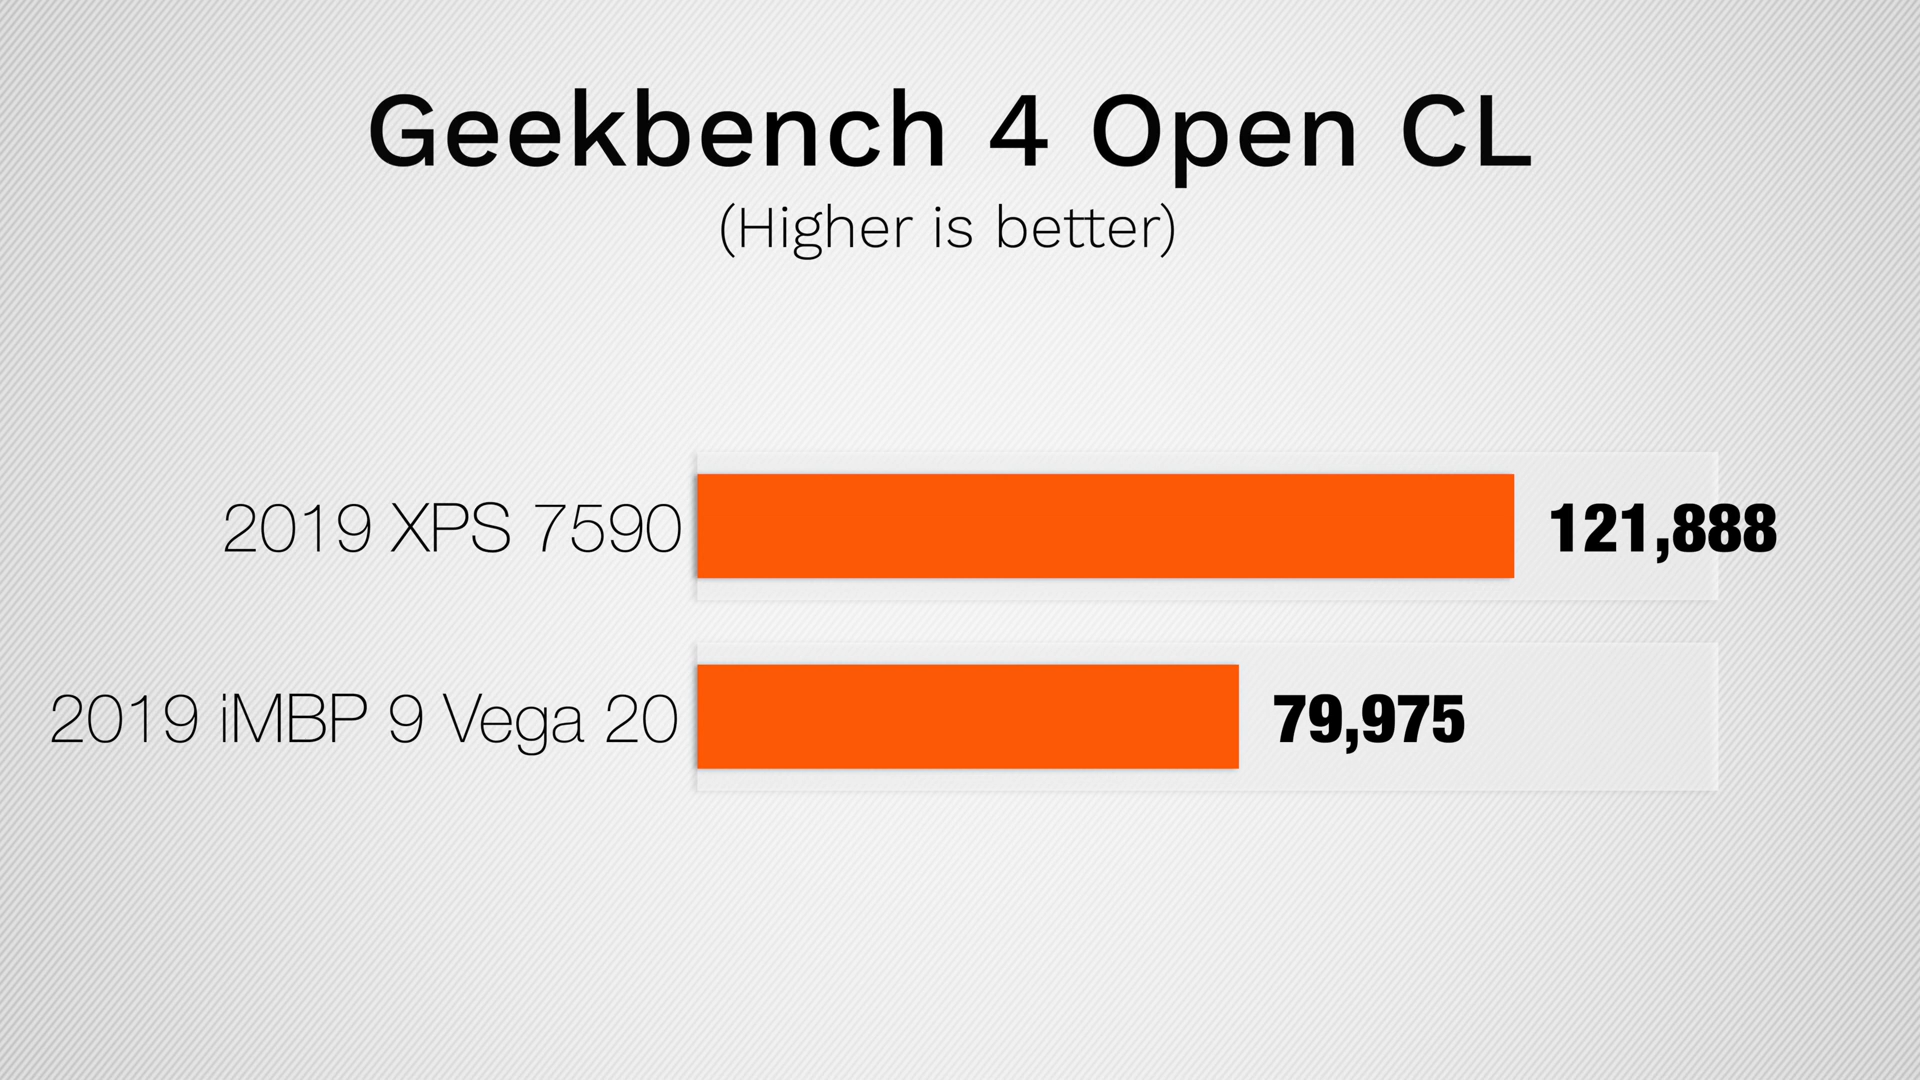 Geekbench 4 Open CL
(Higher is better)
2019 XPS 7590 121,888
2019 iMBP 9 Vega 20 79,975